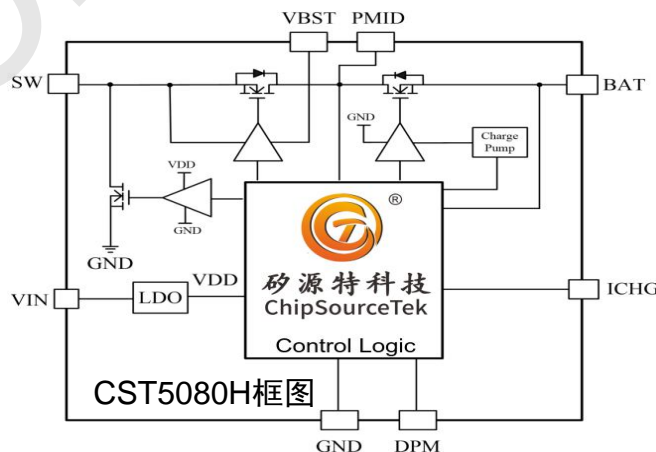 VBST PMID
SW
BAT
GND
Charge
Pump
VDD
GND
GND
®
矽源特科技
ChipSourceTek
Control Logic
VIN
LDO
VDD
ICHG
CST5080H框图
GND DPM